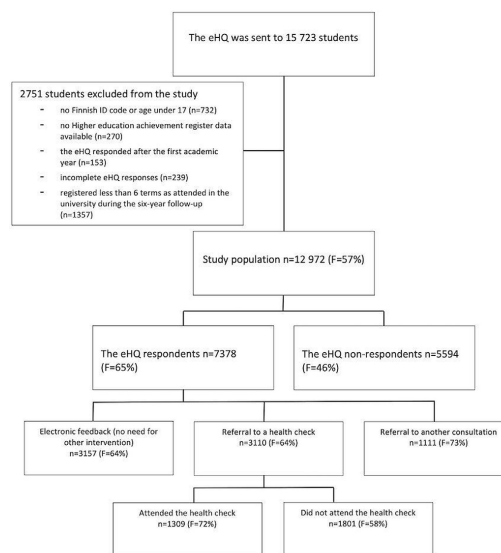 The eHQ was sent to 15 723 students
2751 students excluded from the study
- no Finnish ID code or age under 17 (n=732)
- no Higher education achievement register data
available (n=270)
- the eHQ responded after the first academic
year (n=153)
- incomplete eHQ responses (n=239)
- registered less than 6 terms as attended in the
university during the six-year follow-up
(n=1357)
Study population n=12 972 (F=57%)
The eHQ respondents n=7378
(F=65%)
The eHQ non-respondents n=5594
(F=46%)
Electronic feedback (no need for
other intervention)
n=3157 (F=64%)
Referral to a health check
n=3110 (F=64%)
Referral to another consultation
n=1111 (F=73%)
Attended the health check
n=1309 (F=72%)
Did not attend the health check
n=1801 (F=58%)